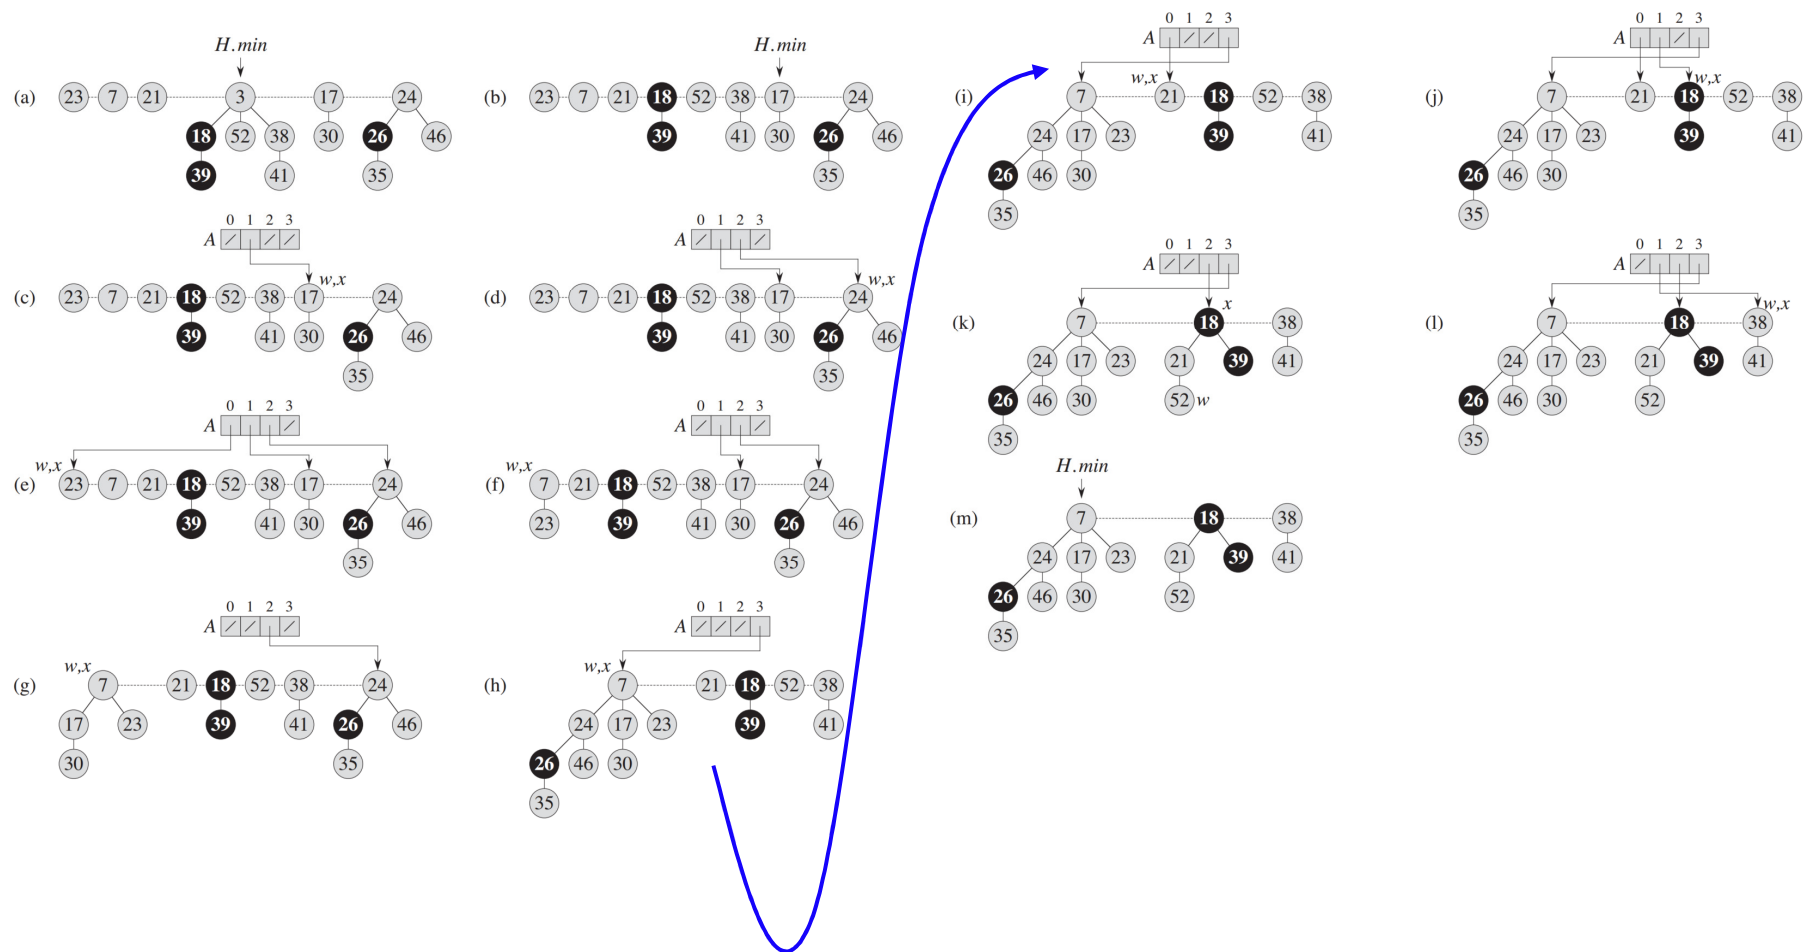 H.min
(a) 23 7 21 3 17 24
18 52 38 30 26 46
39 41 35
H.min
(b) 23 7 21 18 52 38 17 24
39 41 30 26 46
35
0 1 2 3
A
w,x
(c) 23 7 21 18 52 38 17 24
39 41 30 26 46
35
0 1 2 3
A
w,x
(d) 23 7 21 18 52 38 17 24
39 41 30 26 46
35
0 1 2 3
A
w,x
(e) 23 7 21 18 52 38 17 24
39 41 30 26 46
35
0 1 2 3
A
w,x
(f) 7 21 18 52 38 17 24
23 39 41 30 26 46
35
0 1 2 3
A
w,x
(g) 7 21 18 52 38 24
17 23 39 41 26 46
30 35
0 1 2 3
A
w,x
(h) 7 21 18 52 38
24 17 23 39 41
26 46 30
35
0 1 2 3
A
w,x
(i) 7 21 18 52 38
24 17 23 39 41
26 46 30
35
0 1 2 3
A
w,x
(j) 7 21 18 52 38
24 17 23 39 41
26 46 30
35
0 1 2 3
A
x
(k) 7 18 38
24 17 23 21 39 41
26 46 30 52 w
35
0 1 2 3
A
w,x
(l) 7 18 38
24 17 23 21 39 41
26 46 30 52
35
H.min
(m) 7 18 38
24 17 23 21 39 41
26 46 30 52
35